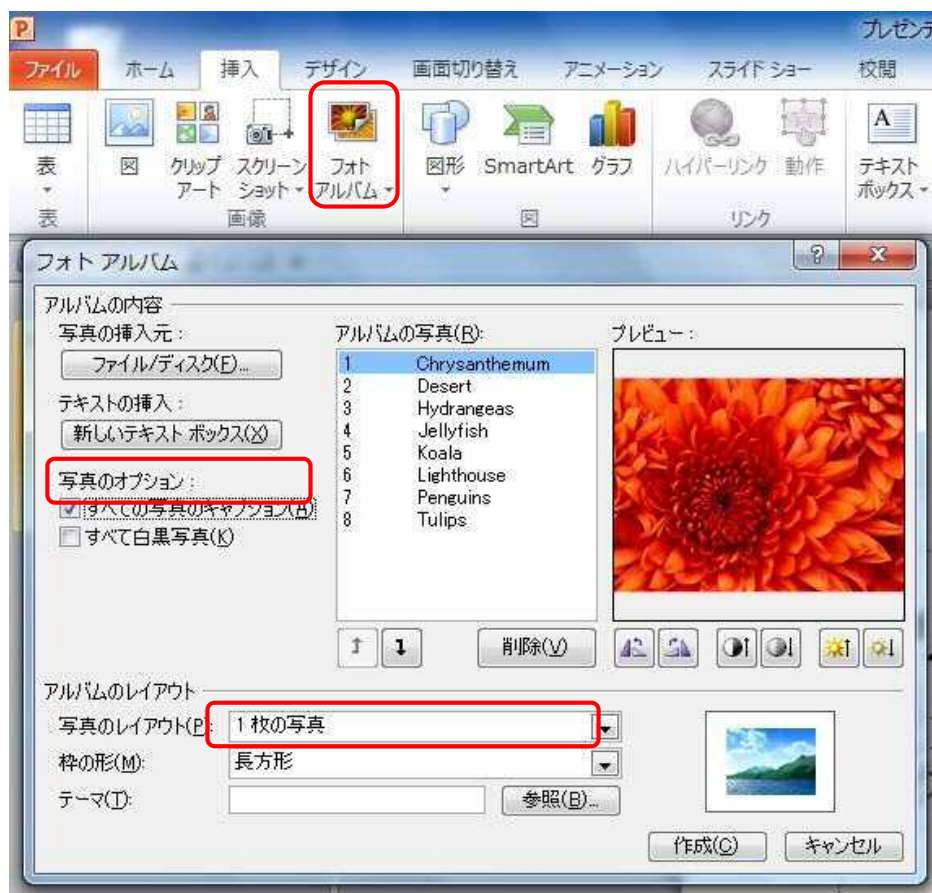 P
プレゼンテ
ファイル ホーム 挿入 デザイン 画面切り替え アニメーション スライド ショー 校閲
表 図 クリップ アート スクリーン ショット フォト アルバム 図形 SmartArt グラフ ハイパーリンク 動作 A テキスト ボックス
表 画像 図 リンク
フォト アルバム
アルバムの内容
写真の挿入元:
ファイル/ディスク(F)...
テキストの挿入:
新しいテキスト ボックス(X)
写真のオプション:
すべての写真のキャプション(A)
すべて白黒写真(K)
アルバムの写真(R):
1 Chrysanthemum
2 Desert
3 Hydrangeas
4 Jellyfish
5 Koala
6 Lighthouse
7 Penguins
8 Tulips
削除(V)
プレビュー:
アルバムのレイアウト
写真のレイアウト(P): 1 枚の写真
枠の形(M): 長方形
テーマ(T): 参照(B)...
作成(C) キャンセル